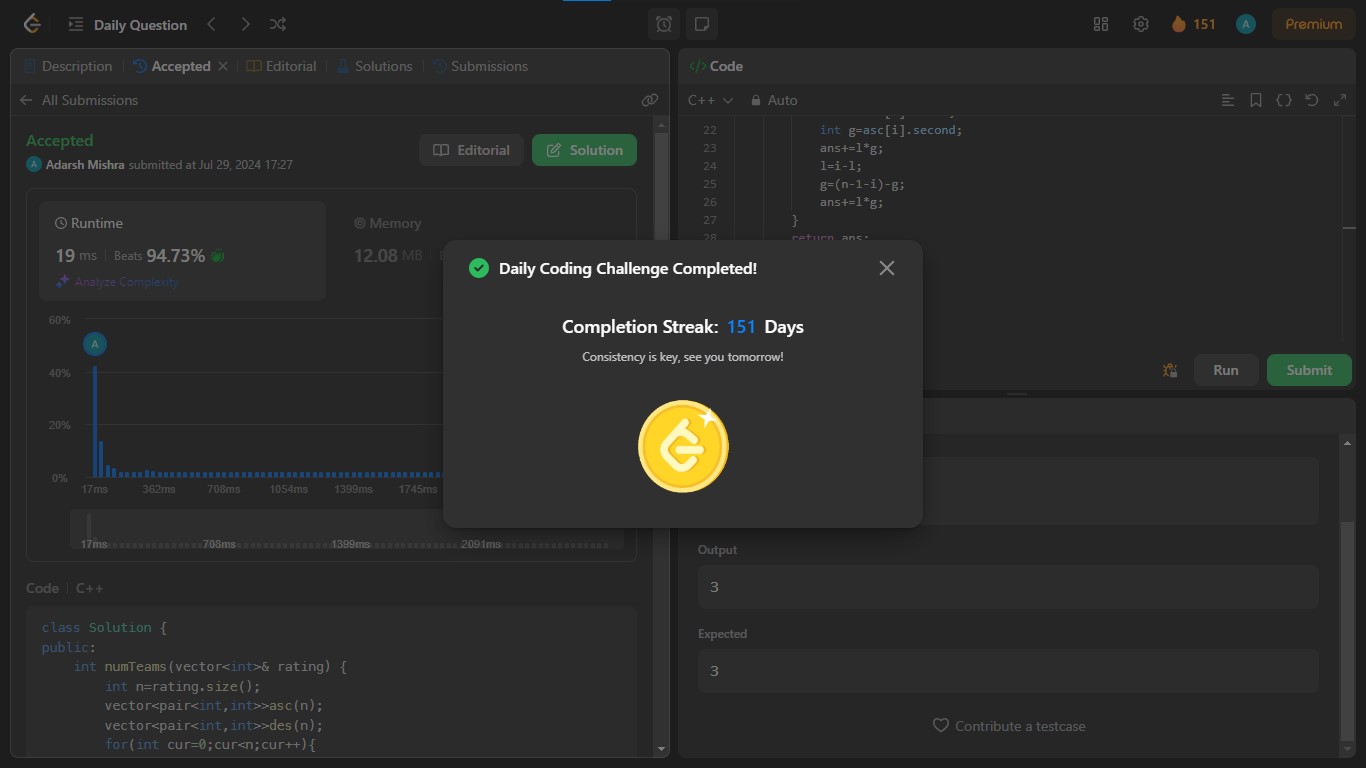 Daily Question
151
A
Premium
Description
Accepted
Editorial
Solutions
Submissions
All Submissions
Accepted
A
Adarsh Mishra submitted at Jul 29, 2024 17:27
Editorial
Solution
Runtime
19 ms
Beats 94.73%
Analyze Complexity
Memory
12.08 MB
60%
A
40%
20%
0%
17ms
362ms
708ms
1054ms
1399ms
1745ms
17ms
708ms
1399ms
2091ms
Code
C++
class Solution {
public:
int numTeams(vector<int>& rating) {
int n=rating.size();
vector<pair<int,int>>asc(n);
vector<pair<int,int>>des(n);
for(int cur=0;cur<n;cur++){
Daily Coding Challenge Completed!
Completion Streak: 151 Days
Consistency is key, see you tomorrow!
</> Code
C++
Auto
22 int g=asc[i].second;
23 ans+=l*g;
24 l=i-l;
25 g=(n-1-i)-g;
26 ans+=l*g;
27 }
28 return ans;
Run
Submit
Output
3
Expected
3
Contribute a testcase